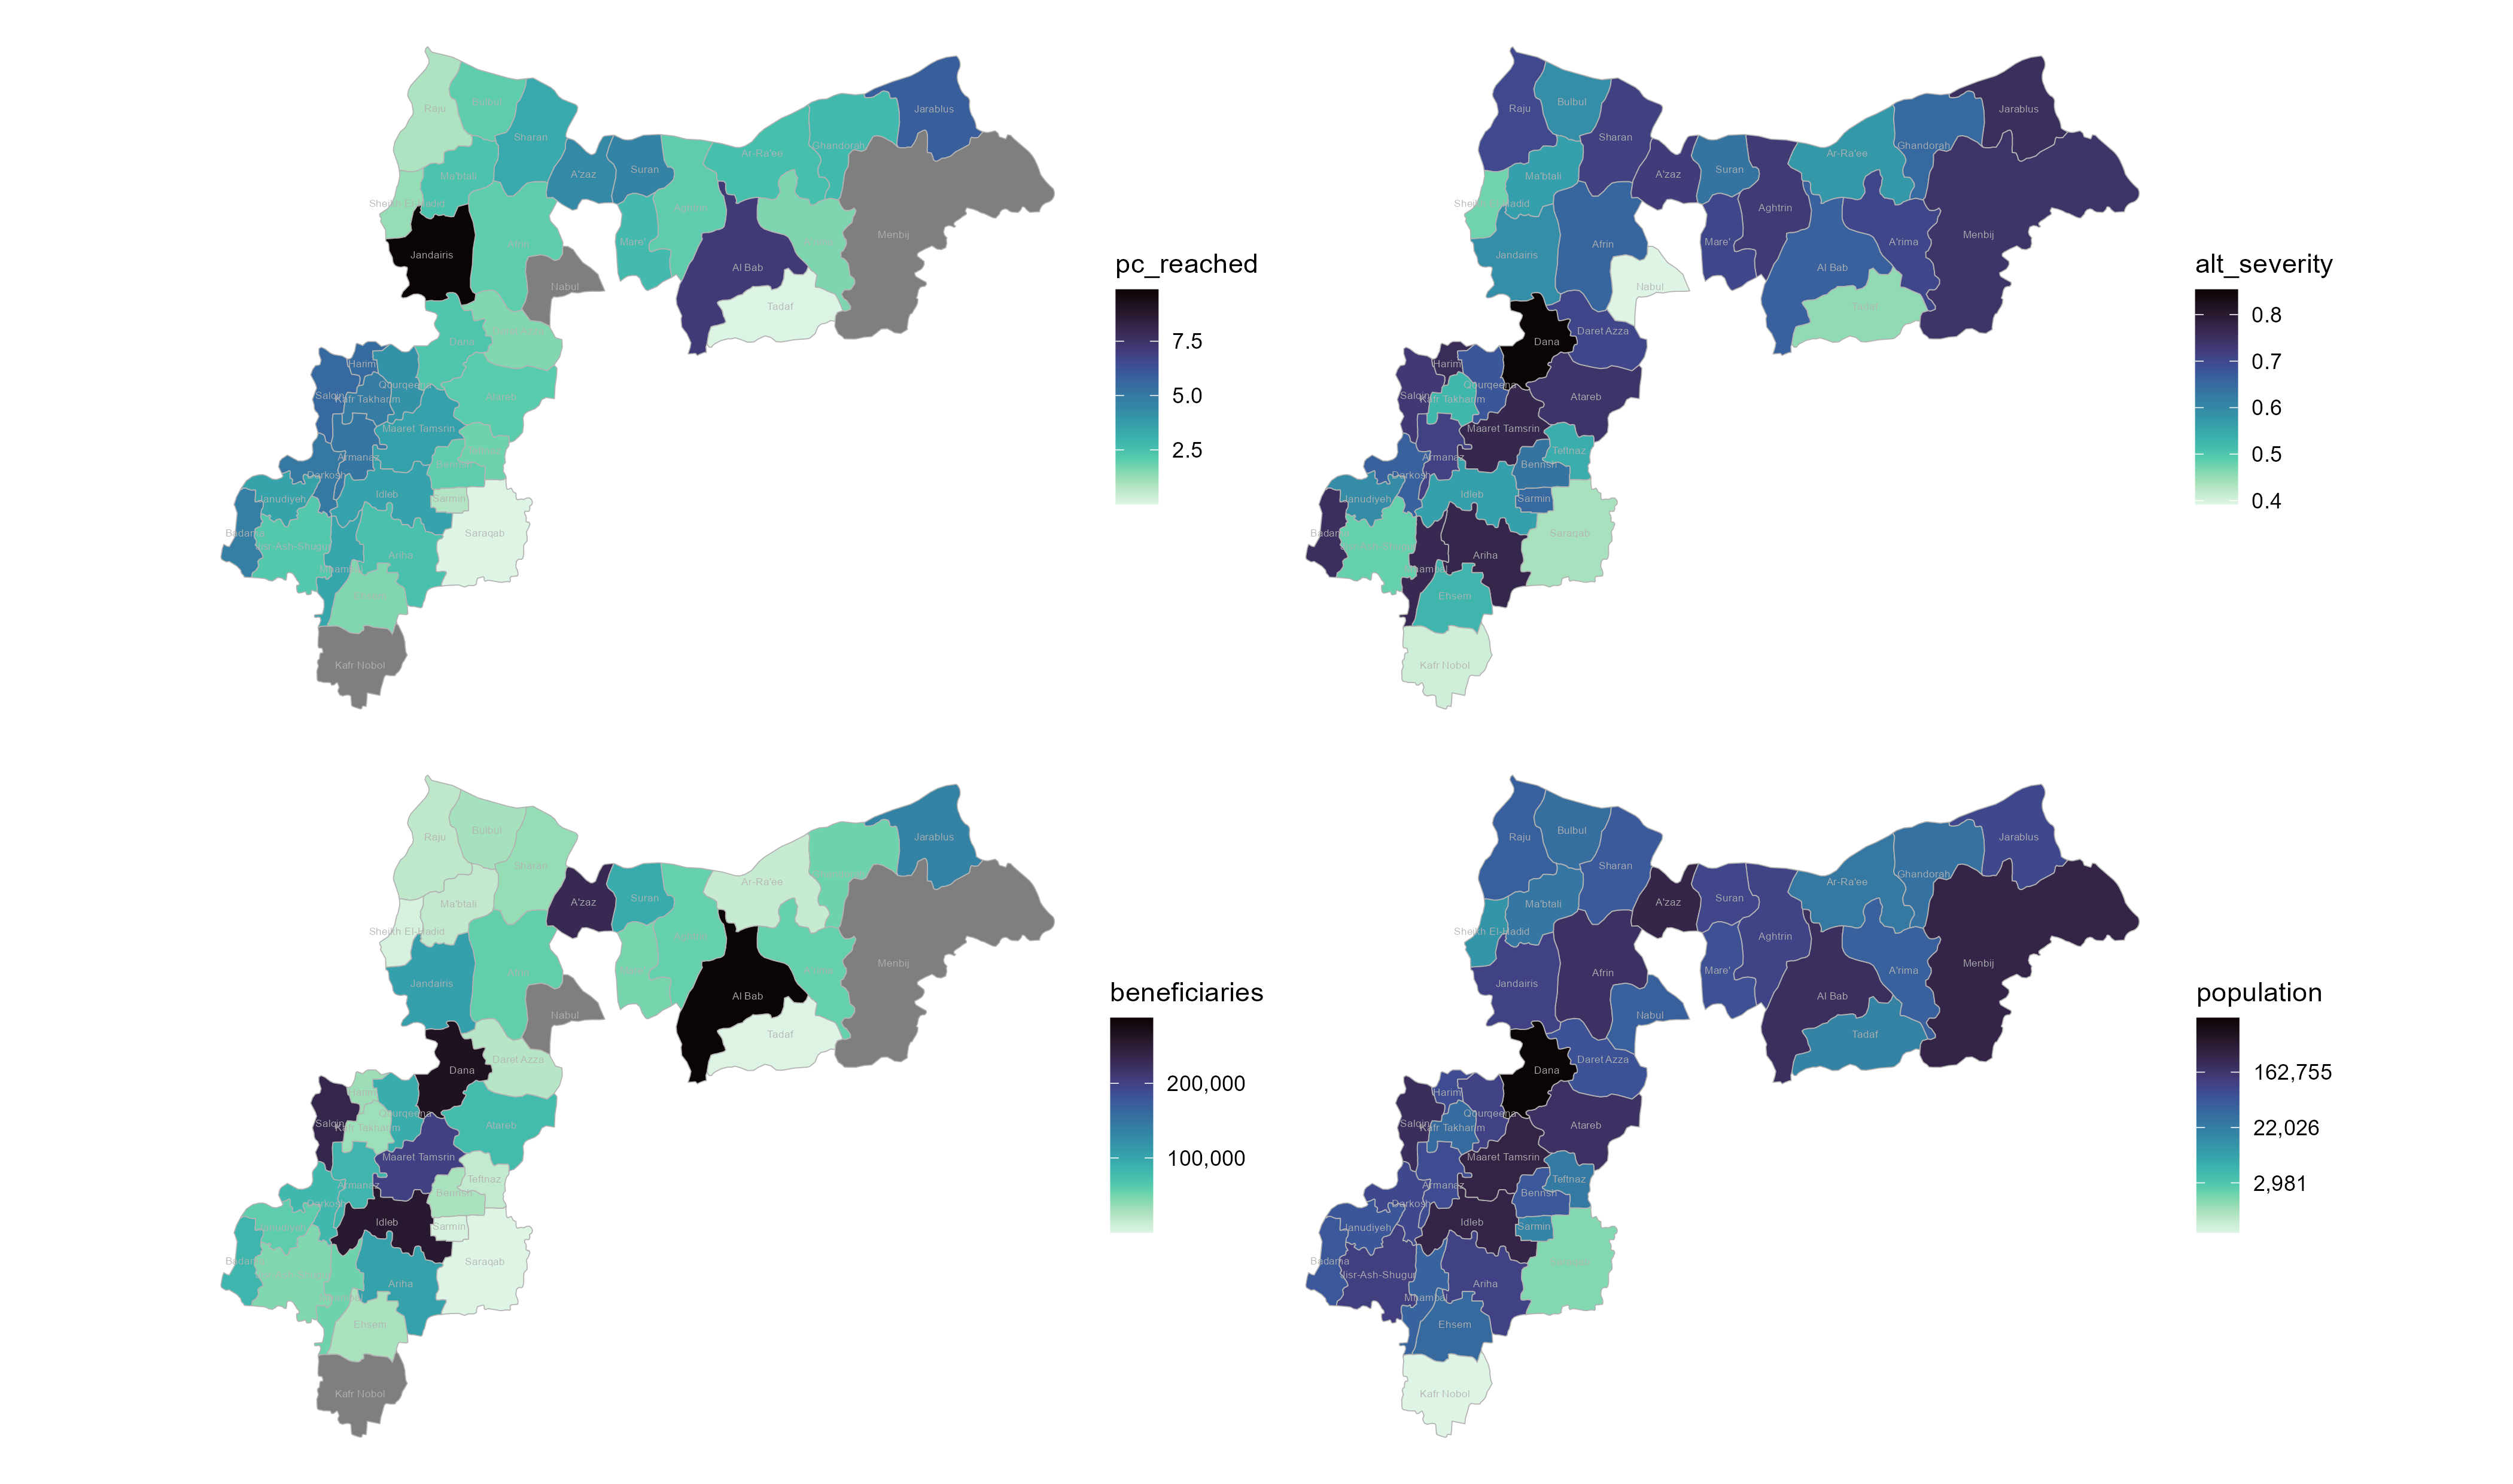 Raju
Bulbul
Sharan
Jarablus
Ghandorah
Ar-Ra'ee
A'zaz
Suran
Ma'btali
Sheikh El-Hadid
Aghtrin
Afrin
Mare'
Menbij
Jandairis
Al Bab
Nabul
Tadaf
Daret Azza
Dana
Harim
Qourqeena
Salqin
Kafr Takharim
Atareb
Maaret Tamsrin
Armanaz
Darkosh
Idleb
Janudiyeh
Sarmin
Badama
Jisr-Ash-Shugur
Saraqab
Ariha
Kafr Nobol
pc_reached
7.5
5.0
2.5
Raju
Bulbul
Sharan
Jarablus
Ghandorah
Ar-Ra'ee
A'zaz
Suran
Ma'btali
Sheikh El-Hadid
Aghtrin
Afrin
Mare'
A'rima
Menbij
Jandairis
Al Bab
Nabul
Tadaf
Daret Azza
Dana
Harim
Qourqeena
Salqin
Kafr Takharim
Atareb
Maaret Tamsrin
Teftnaz
Armanaz
Bennsh
Darkosh
Idleb
Janudiyeh
Sarmin
Badama
Saraqab
Ariha
Ehsem
Kafr Nobol
alt_severity
0.8
0.7
0.6
0.5
0.4
Raju
Bulbul
Sharan
Jarablus
Ar-Ra'ee
A'zaz
Suran
Ma'btali
Sheikh El-Hadid
Afrin
Menbij
Jandairis
Al Bab
Nabul
Tadaf
Daret Azza
Dana
Qourqeena
Salqin
Kafr Takharim
Atareb
Maaret Tamsrin
Teftnaz
Armanaz
Bennsh
Darkosh
Idleb
Janudiyeh
Sarmin
Badama
Saraqab
Ariha
Ehsem
Kafr Nobol
beneficiaries
200,000
100,000
Raju
Bulbul
Sharan
Jarablus
Ghandorah
Ar-Ra'ee
A'zaz
Suran
Ma'btali
Sheikh El-Hadid
Aghtrin
Afrin
Mare'
A'rima
Menbij
Jandairis
Al Bab
Nabul
Tadaf
Daret Azza
Dana
Harim
Qourqeena
Salqin
Kafr Takharim
Atareb
Maaret Tamsrin
Teftnaz
Armanaz
Bennsh
Darkosh
Idleb
Janudiyeh
Sarmin
Badama
Jisr-Ash-Shugur
Ariha
Mhambal
Ehsem
Kafr Nobol
population
162,755
22,026
2,981